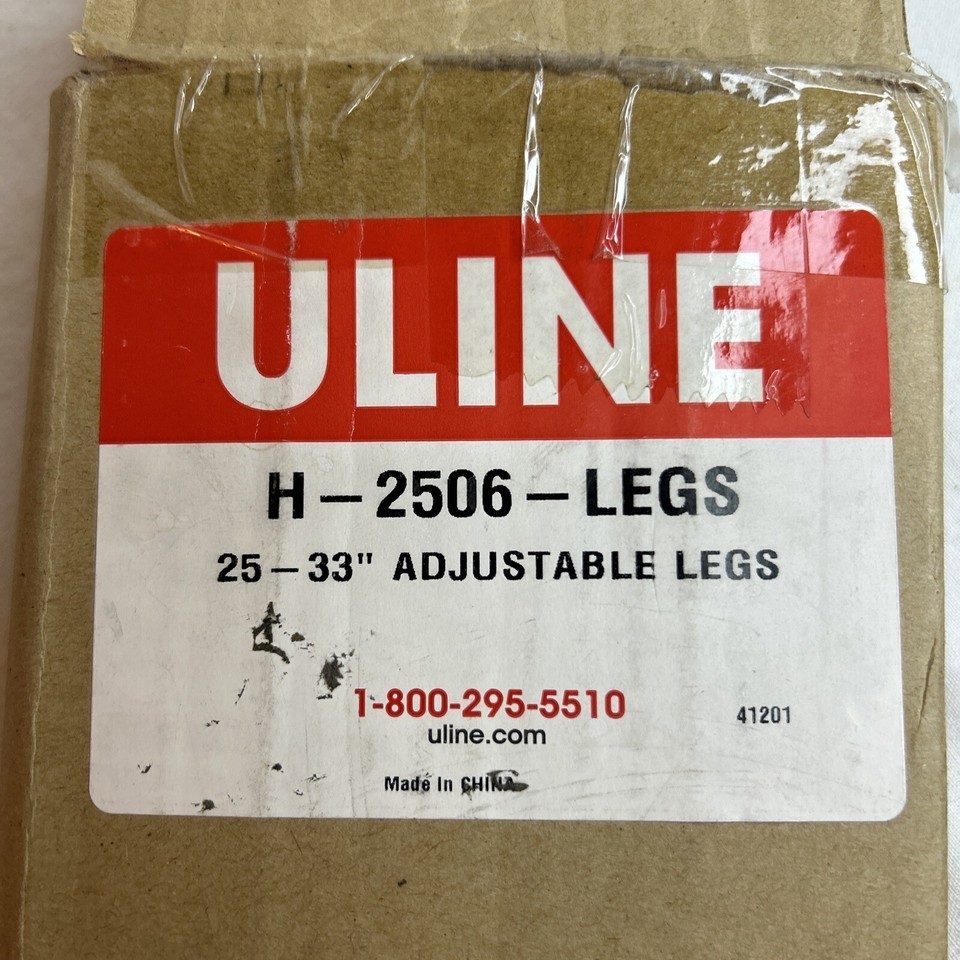 ULINE
H-2506-LEGS
25-33" ADJUSTABLE LEGS
1-800-295-5510
41201
uline.com
Made In CHINA